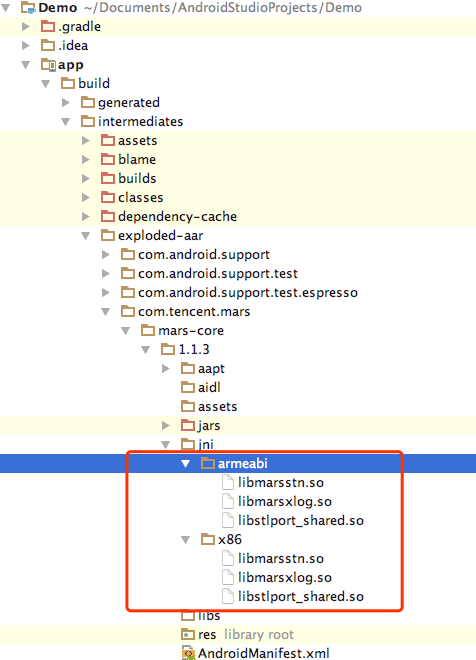 Demo ~/Documents/AndroidStudioProjects/Demo
.gradle
.idea
app
build
generated
intermediates
assets
blame
builds
classes
dependency-cache
exploded-aar
com.android.support
com.android.support.test
com.android.support.test.espresso
com.tencent.mars
mars-core
1.1.3
aapt
aidl
assets
jars
jni
armeabi
libmarsstn.so
libmarsxlog.so
libstlport_shared.so
x86
libmarsstn.so
libmarsxlog.so
libstlport_shared.so
libs
res library root
AndroidManifest.xml